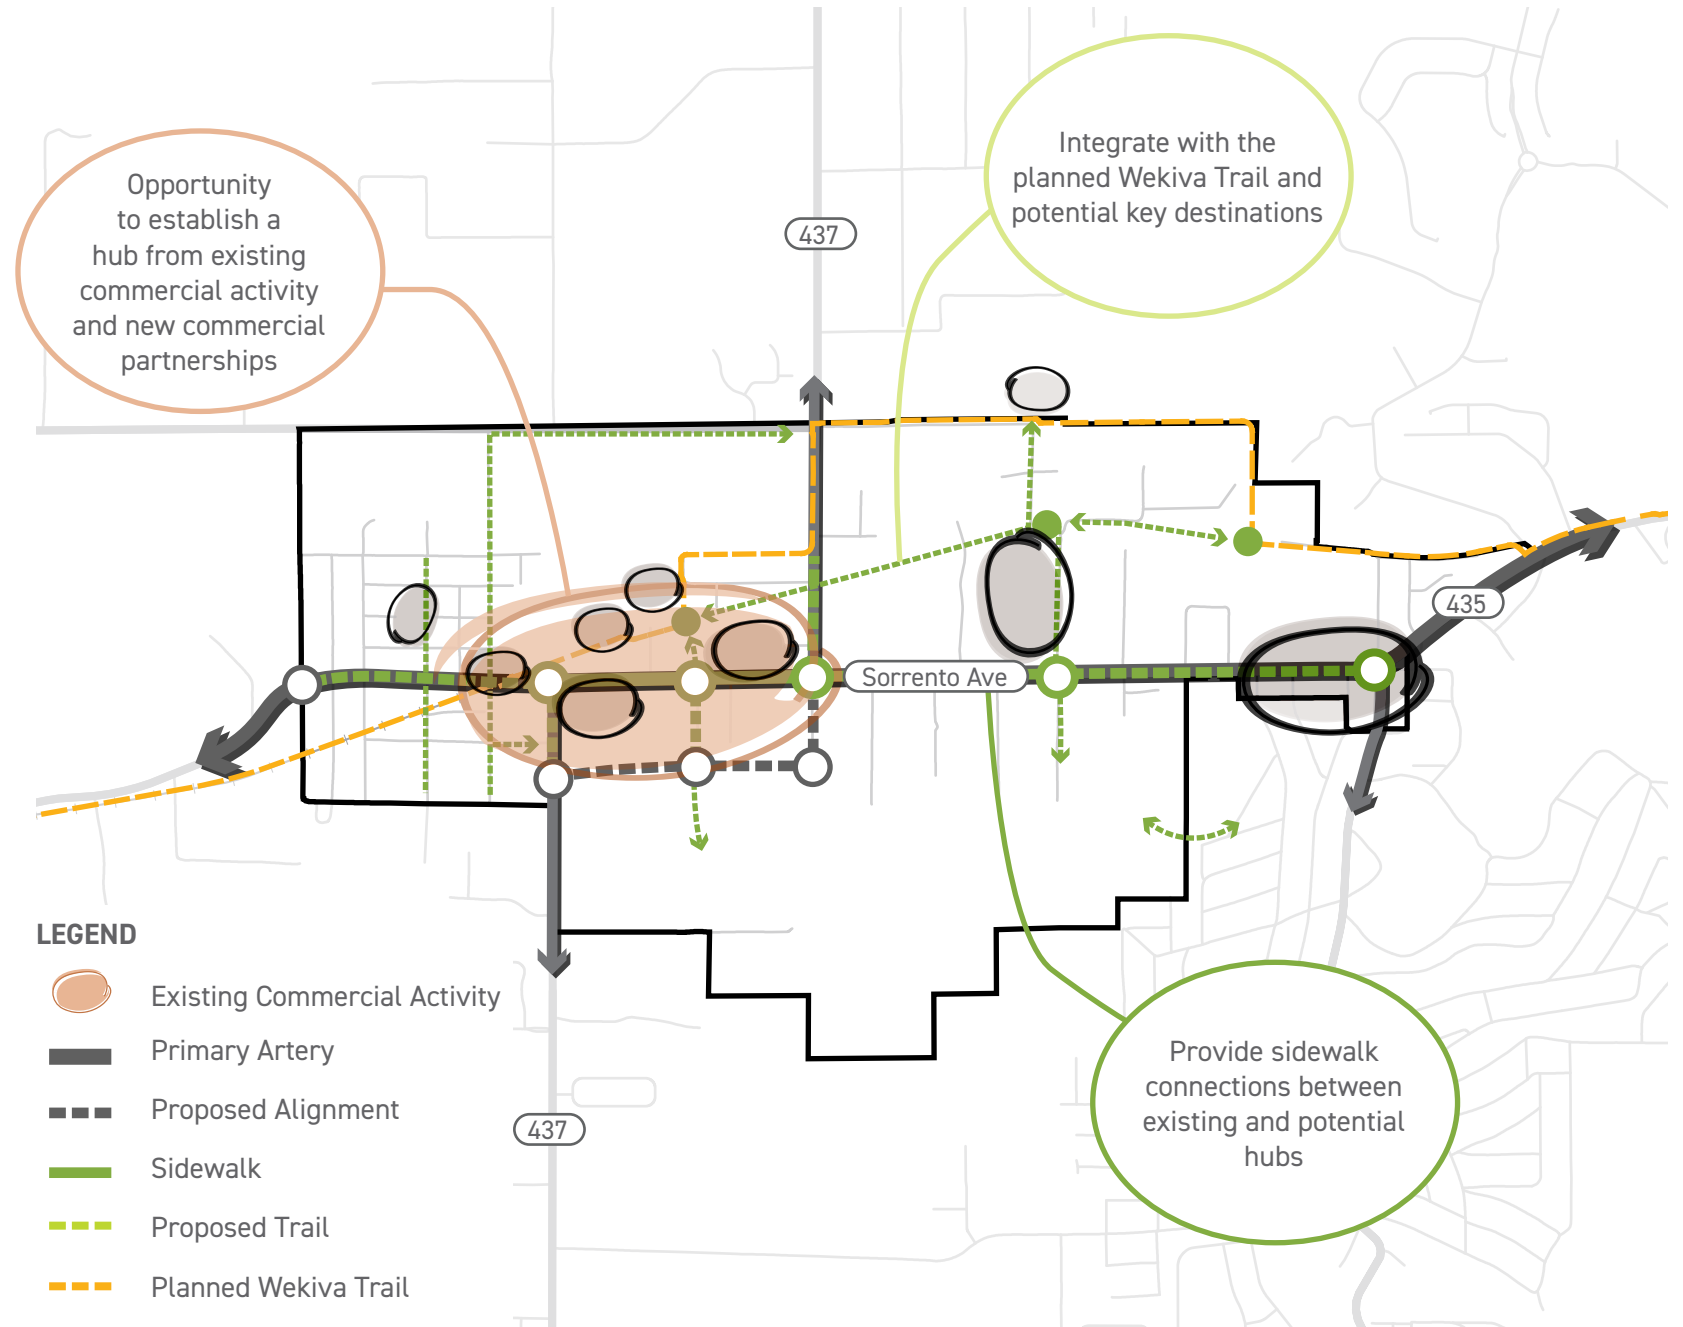 Opportunity
to establish a
hub from existing
commercial activity
and new commercial
partnerships
Integrate with the
planned Wekiva Trail and
potential key destinations
437
435
Sorrento Ave
LEGEND
Existing Commercial Activity
Primary Artery
Proposed Alignment
Sidewalk
Proposed Trail
Planned Wekiva Trail
437
Provide sidewalk
connections between
existing and potential
hubs